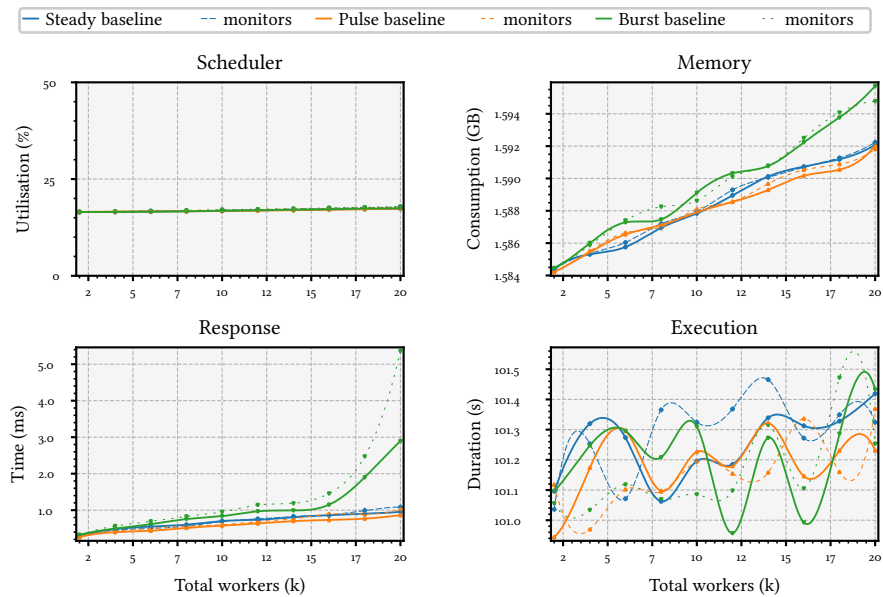 Steady baseline monitors Pulse baseline monitors Burst baseline monitors
Scheduler
Utilisation (%)
50
25
0
2 5 7 10 12 15 17 20
Memory
Consumption (GB)
1.594
1.592
1.590
1.588
1.586
1.584
2 5 7 10 12 15 17 20
Response
Time (ms)
5.0
4.0
3.0
2.0
1.0
2 5 7 10 12 15 17 20
Total workers (k)
Execution
Duration (s)
101.5
101.4
101.3
101.2
101.1
101.0
2 5 7 10 12 15 17 20
Total workers (k)